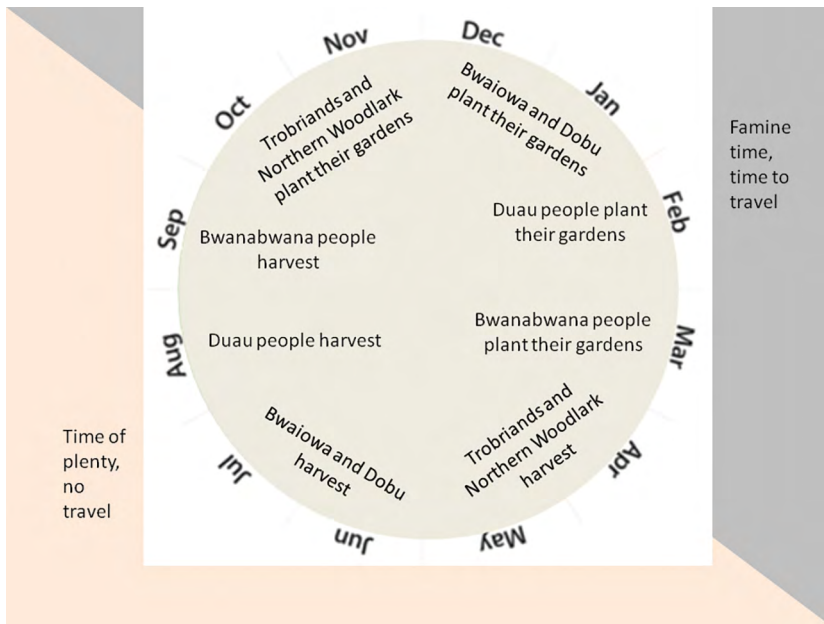 Nov
Dec
Oct
Jan
Trobriands and
Northern Woodlark
plant their gardens
Bwaiowa and Dobu
plant their gardens
Famine
time,
time to
travel
Sep
Feb
Bwanabwana people
harvest
Duau people plant
their gardens
Aug
Mar
Duau people harvest
Bwanabwana people
plant their gardens
Time of
plenty,
no
travel
Jul
Apr
Bwaiowa and Dobu
harvest
Trobriands and
Northern Woodlark
harvest
Jun
May